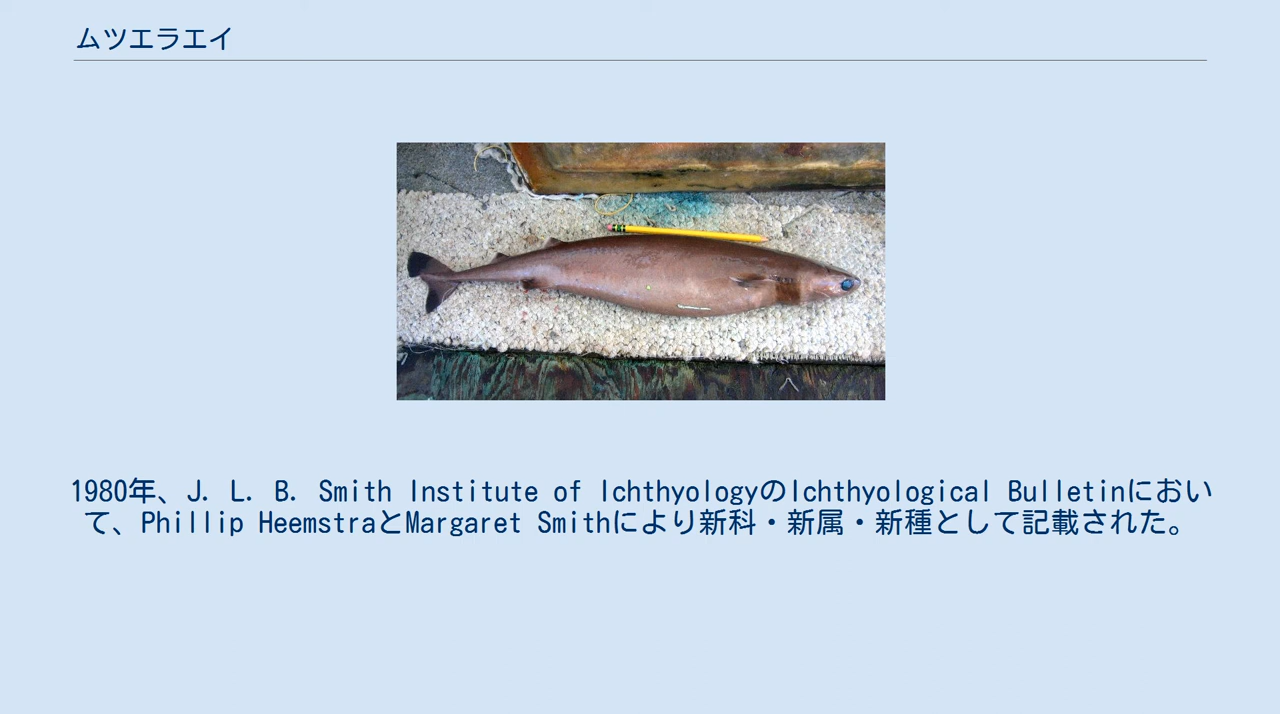 ムツエラエイ
1980年、J. L. B. Smith Institute of IchthyologyのIchthyological Bulletinにおい
て、Phillip HeemstraとMargaret Smithにより新科・新属・新種として記載された。